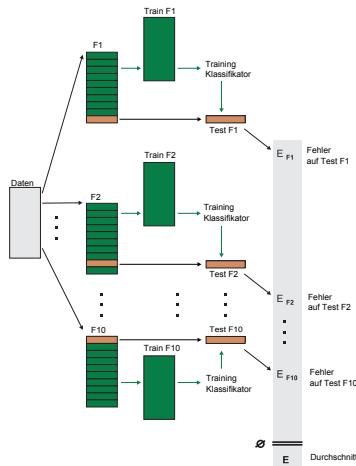 Train F1
F1
Training
Klassifikator
Test F1
E F1
Fehler
auf Test F1
Daten
Train F2
F2
Training
Klassifikator
Test F2
E F2
Fehler
auf Test F2
F10
Test F10
Train F10
Training
Klassifikator
E F10
Fehler
auf Test F10
Ø
E
Durchschnitt